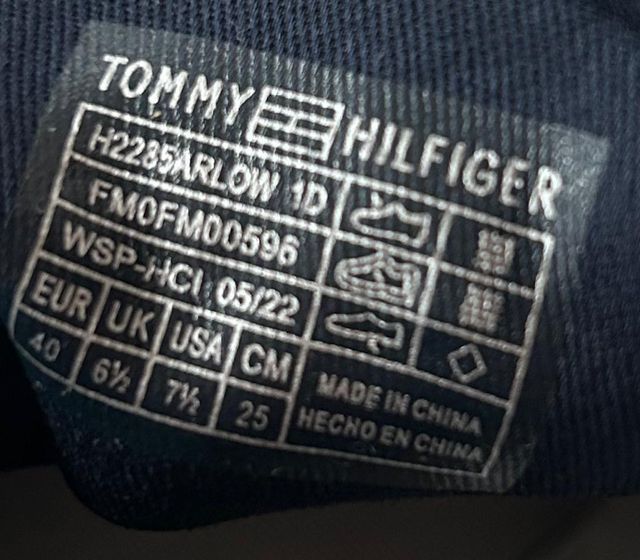 TOMMY HILFIGER
H2285ARLOW 1D
FM0FM00596
WSP-HCI 05/22
EUR UK USA CM
40 6½ 7½ 25
MADE IN CHINA
HECHO EN CHINA